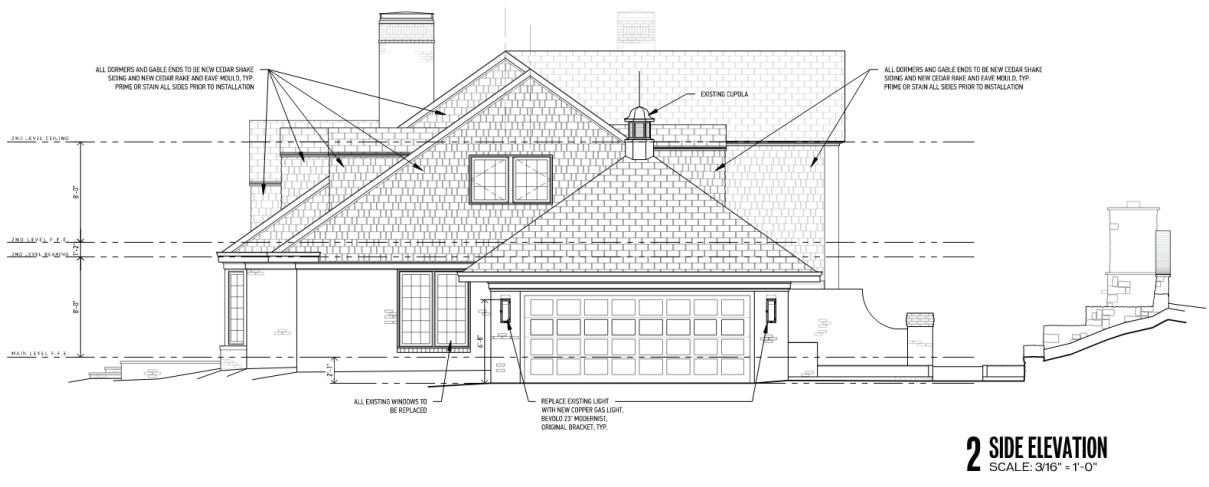 ALL DORMERS AND GABLE ENDS TO BE NEW CEDAR SHAKE
SIDING AND NEW CEDAR RAKE AND EAVE MOULD, TYP.
PRIME OR STAIN ALL SIDES PRIOR TO INSTALLATION
ALL DORMERS AND GABLE ENDS TO BE NEW CEDAR SHAKE
SIDING AND NEW CEDAR RAKE AND EAVE MOULD, TYP.
PRIME OR STAIN ALL SIDES PRIOR TO INSTALLATION
EXISTING CUPOLA
2ND LEVEL CEILING
8'-0"
2ND LEVEL F.F.E.
1'-2"
2ND LEVEL BEARING
8'-0"
6'-8"
MAIN LEVEL F.F.E.
2'-1"
ALL EXISTING WINDOWS TO
BE REPLACED
REPLACE EXISTING LIGHT
WITH NEW COPPER GAS LIGHT,
BEVOLO 23" MODERNIST,
ORIGINAL BRACKET; TYP.
2 SIDE ELEVATION
SCALE: 3/16" = 1'-0"